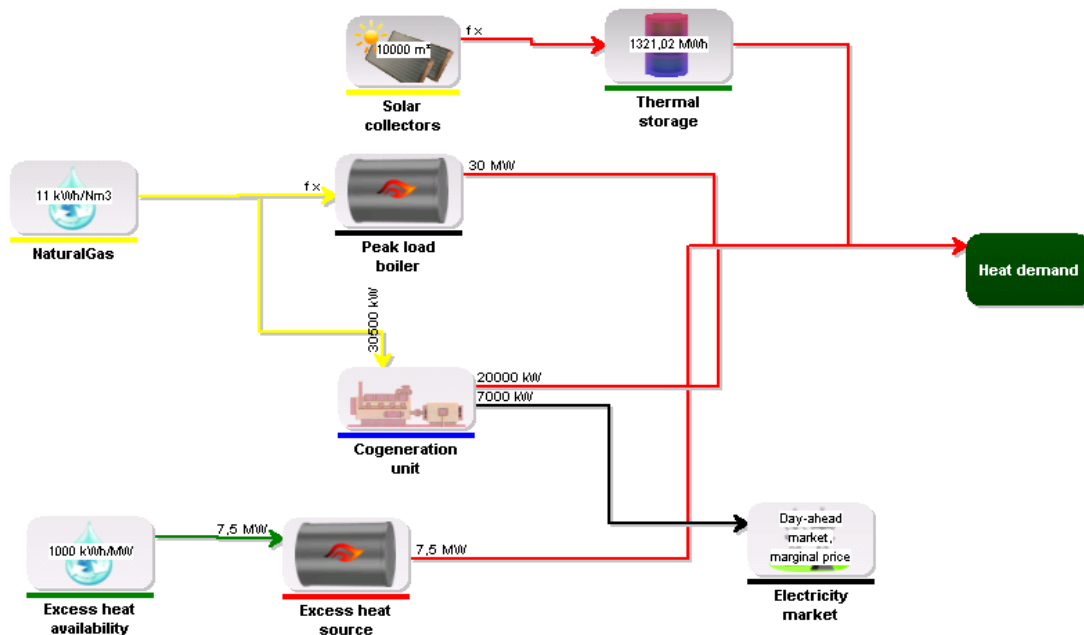 f x
10000 m²
Solar
collectors
1321,02 MWh
Thermal
storage
11 kWh/Nm3
NaturalGas
f x
30 MW
Peak load
boiler
Heat demand
30500 kW
20000 kW
7000 kW
Cogeneration
unit
7,5 MW
1000 kWh/MW
Excess heat
availability
7,5 MW
Excess heat
source
Day-ahead
market,
marginal price
Electricity
market